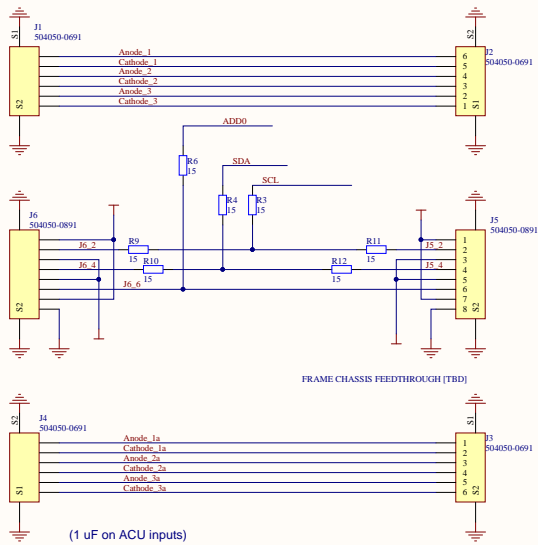 J1
504050-0691
S1
S2
Anode_1
Cathode_1
Anode_2
Cathode_2
Anode_3
Cathode_3
S2
J2
504050-0691
6
5
4
3
2
1
S1
ADD0
R6
15
SDA
R4
15
SCL
R3
15
J6
504050-0891
S2
J6_2
R9
15
J6_4
R10
15
J6_6
R11
15
J5_2
R12
15
J5_4
J5
504050-0891
1
2
3
4
5
6
7
8
S2
FRAME CHASSIS FEEDTHROUGH [TBD]
J4
504050-0691
S2
S1
Anode_1a
Cathode_1a
Anode_2a
Cathode_2a
Anode_3a
Cathode_3a
S1
J3
504050-0691
1
2
3
4
5
6
S2
(1 uF on ACU inputs)